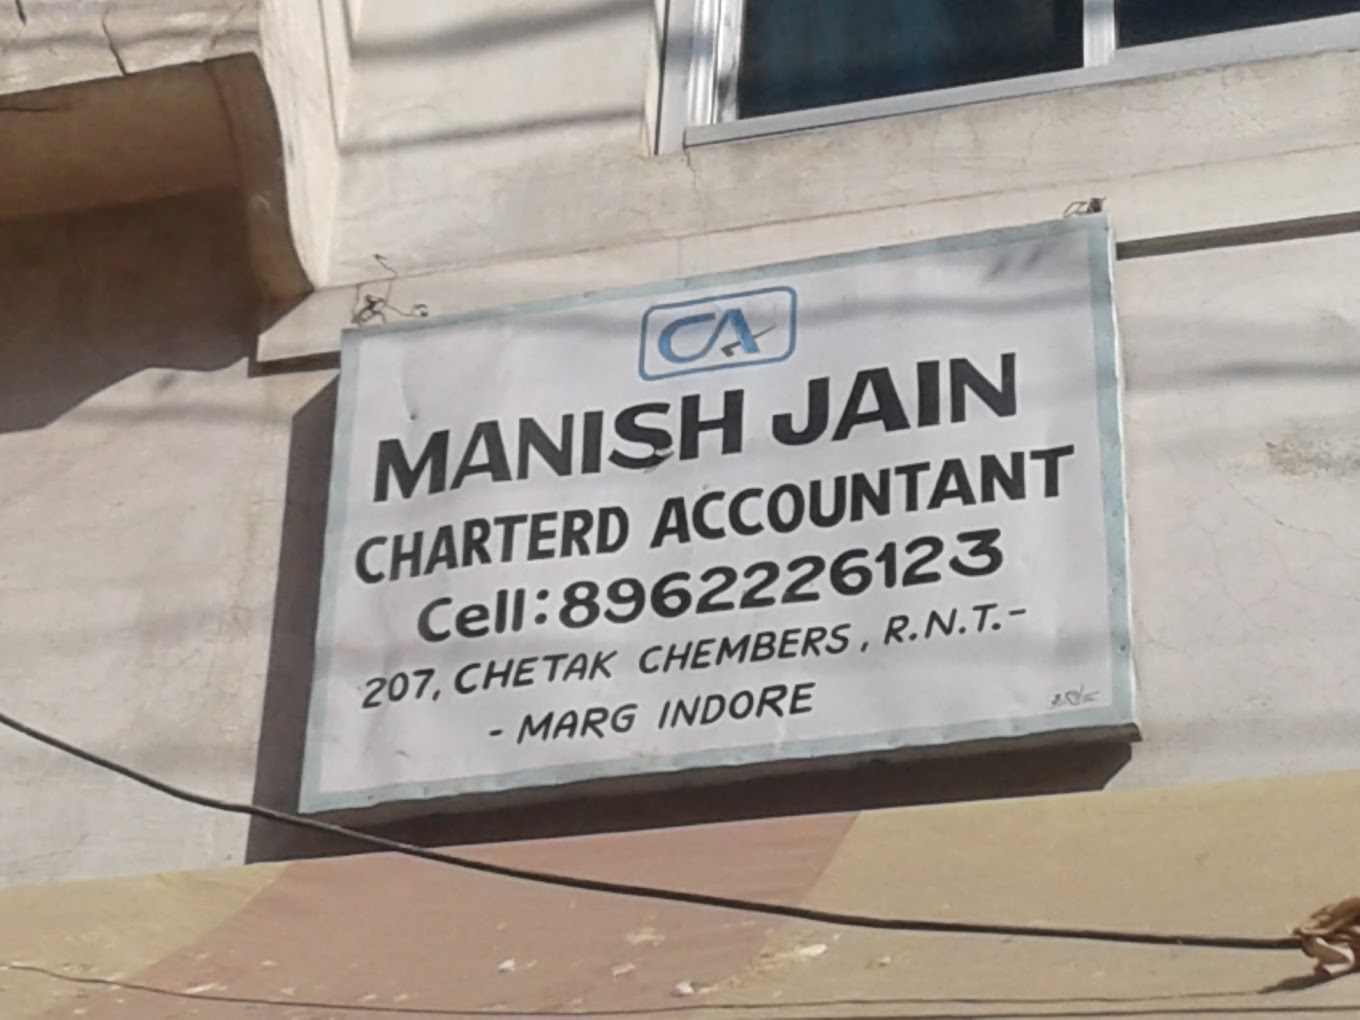 CA
MANISH JAIN
CHARTERD ACCOUNTANT
Cell:8962226123
207, CHETAK CHEMBERS, R.N.T.-
- MARG INDORE